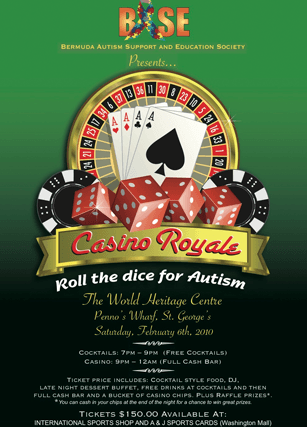 BASE
BERMUDA AUTISM SUPPORT AND EDUCATION SOCIETY
Presents...
Casino Royale
Roll the dice for Autism
The World Heritage Centre
Penno's Wharf, St. George's
Saturday, February 6th, 2010
COCKTAILS: 7PM – 9PM (FREE COCKTAILS)
CASINO: 9PM – 12AM (FULL CASH BAR)
TICKET PRICE INCLUDES: COCKTAIL STYLE FOOD, DJ,
LATE NIGHT DESSERT BUFFET, FREE DRINKS AT COCKTAILS AND THEN
FULL CASH BAR AND A BUCKET OF CASINO CHIPS. PLUS RAFFLE PRIZES*.
* You can cash in your chips at the end of the night for a chance to win great prizes.
TICKETS $150.00 AVAILABLE AT:
INTERNATIONAL SPORTS SHOP AND A & J SPORTS CARDS (Washington Mall)